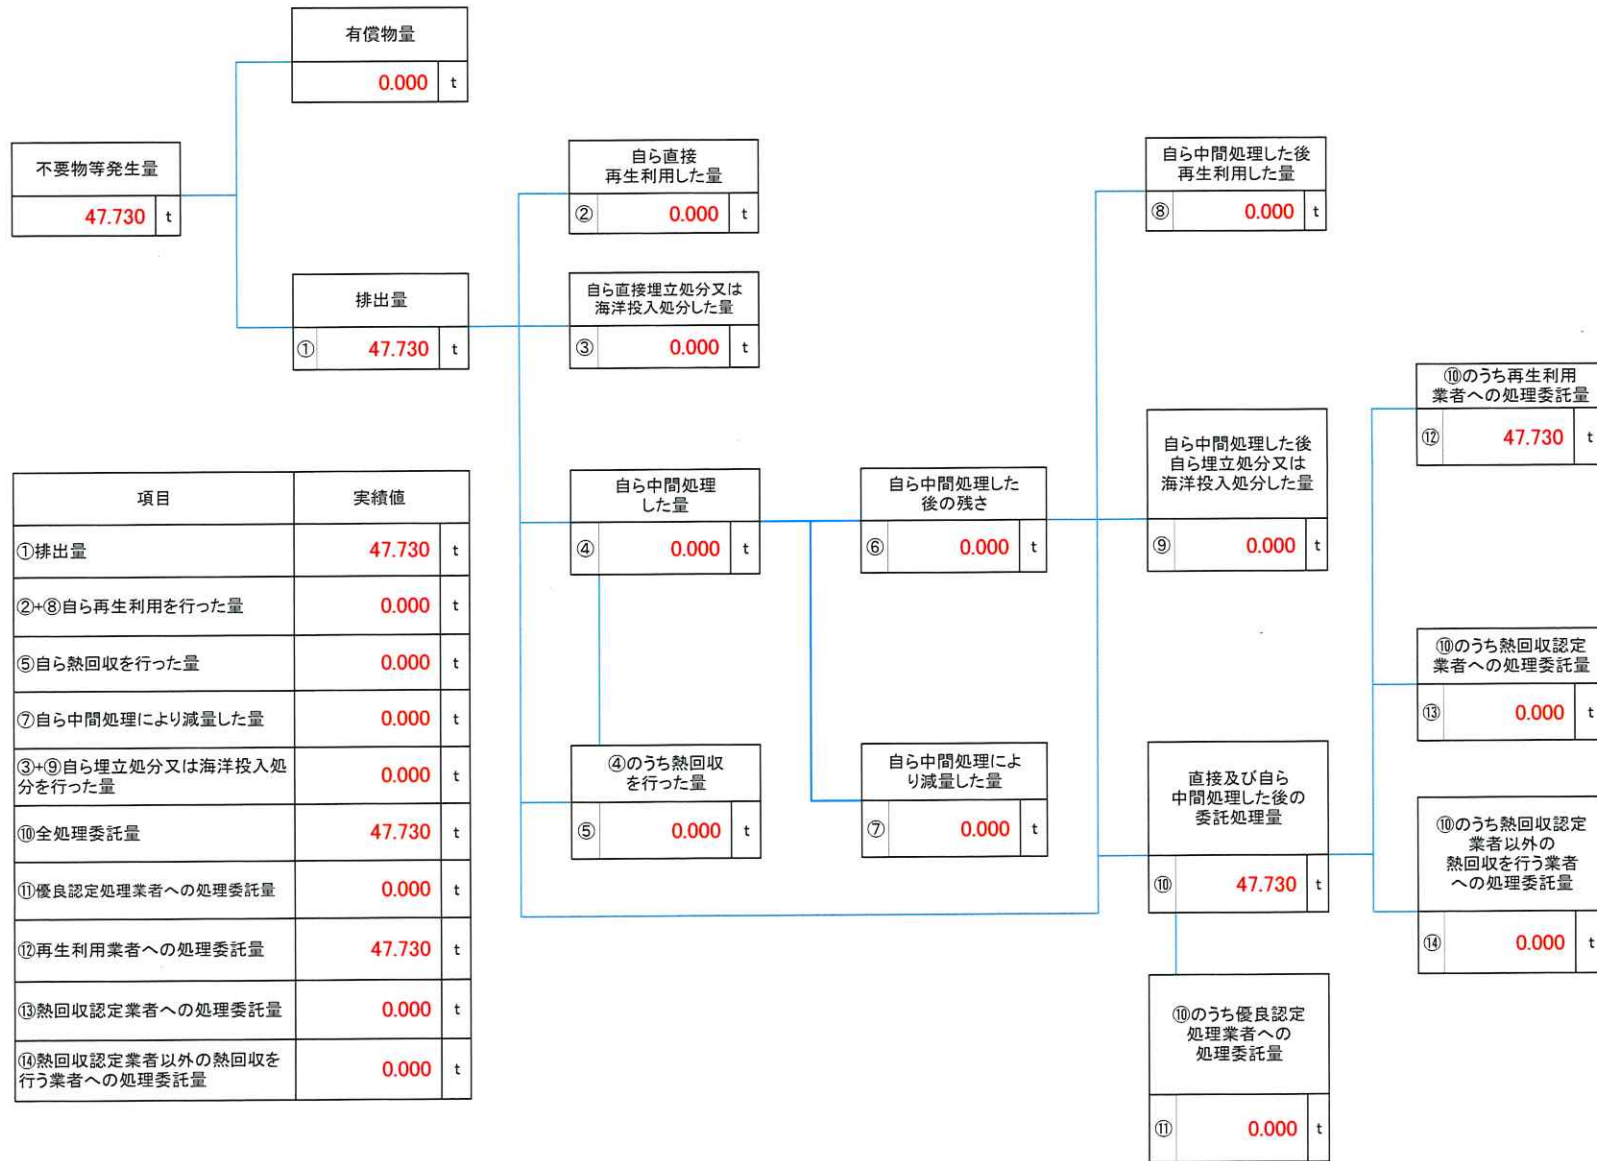 有償物量
0.000 t
不要物等発生量
47.730 t
排出量
① 47.730 t
自ら直接
再生利用した量
② 0.000 t
自ら直接埋立処分又は
海洋投入処分した量
③ 0.000 t
自ら中間処理
した量
④ 0.000 t
④のうち熱回収
を行った量
⑤ 0.000 t
自ら中間処理した
後の残さ
⑥ 0.000 t
自ら中間処理によ
り減量した量
⑦ 0.000 t
自ら中間処理した後
再生利用した量
⑧ 0.000 t
自ら中間処理した後
自ら埋立処分又は
海洋投入処分した量
⑨ 0.000 t
直接及び自ら
中間処理した後の
委託処理量
⑩ 47.730 t
⑩のうち優良認定
処理業者への
処理委託量
⑪ 0.000 t
⑩のうち再生利用
業者への処理委託量
⑫ 47.730 t
⑩のうち熱回収認定
業者への処理委託量
⑬ 0.000 t
⑩のうち熱回収認定
業者以外の
熱回収を行う業者
への処理委託量
⑭ 0.000 t
項目 実績値
①排出量 47.730 t
②+⑧自ら再生利用を行った量 0.000 t
⑤自ら熱回収を行った量 0.000 t
⑦自ら中間処理により減量した量 0.000 t
③+⑨自ら埋立処分又は海洋投入処
分を行った量 0.000 t
⑩全処理委託量 47.730 t
⑪優良認定処理業者への処理委託量 0.000 t
⑫再生利用業者への処理委託量 47.730 t
⑬熱回収認定業者への処理委託量 0.000 t
⑭熱回収認定業者以外の熱回収を
行う業者への処理委託量 0.000 t